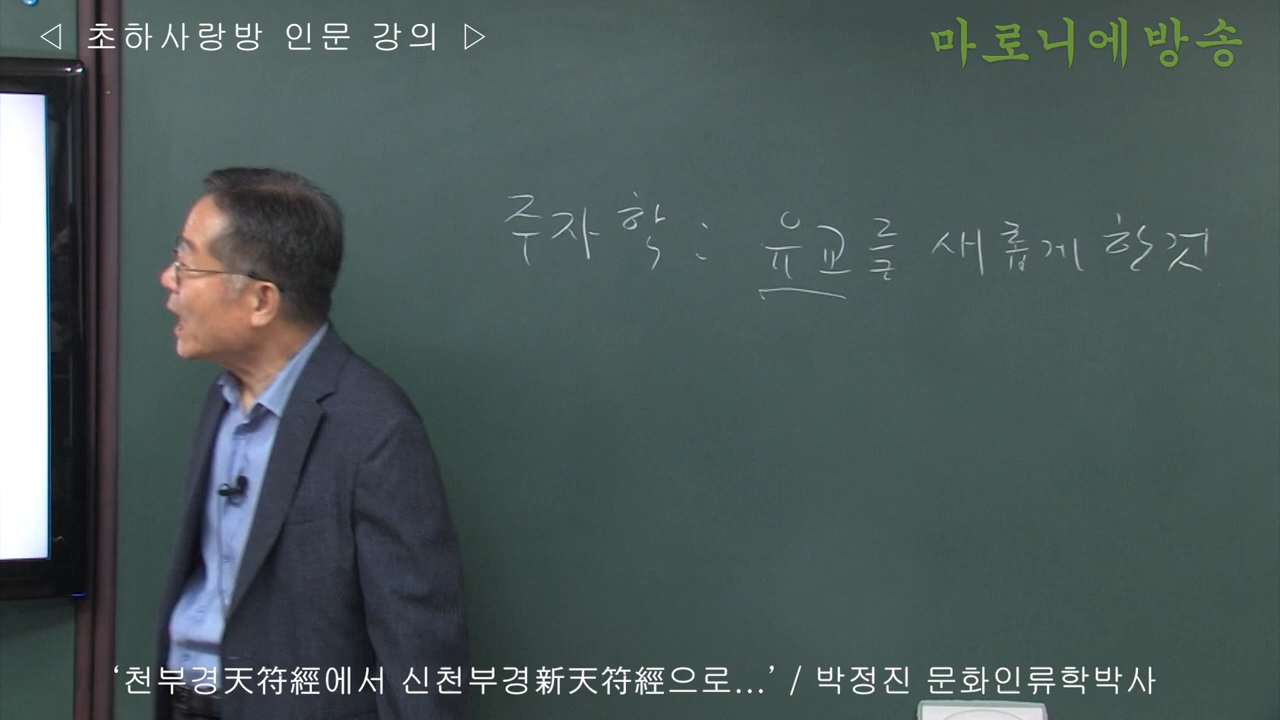 ◁ 초하사랑방 인문 강의 ▷
마로니에방송
주자학 : 유교를 새롭게 한것
‘천부경天符經에서 신천부경新天符經으로...’ / 박정진 문화인류학박사